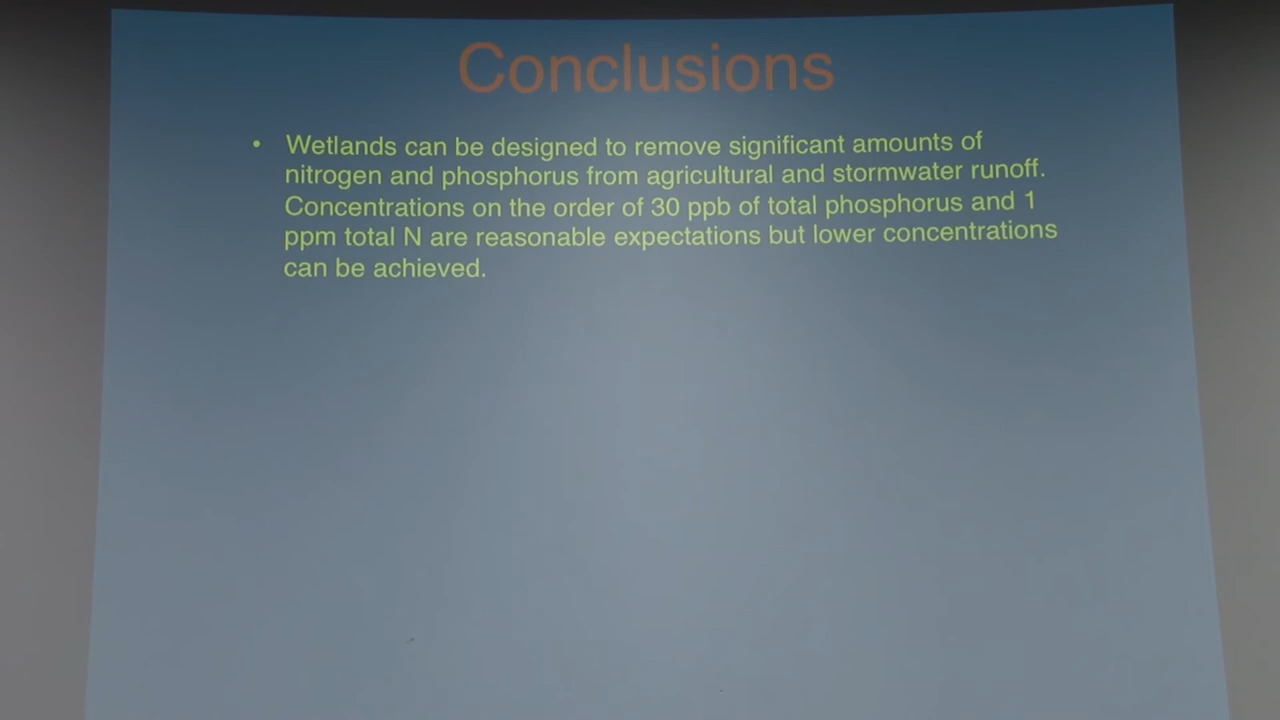 Conclusions
• Wetlands can be designed to remove significant amounts of
nitrogen and phosphorus from agricultural and stormwater runoff.
Concentrations on the order of 30 ppb of total phosphorus and 1
ppm total N are reasonable expectations but lower concentrations
can be achieved.